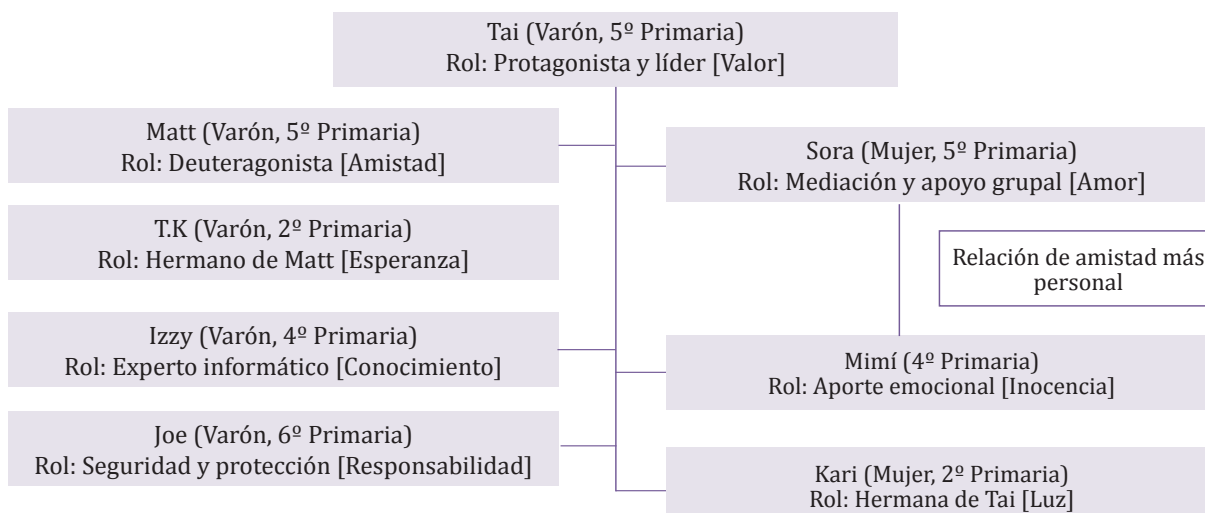 Tai (Varón, 5º Primaria)
Rol: Protagonista y líder [Valor]
Matt (Varón, 5º Primaria)
Rol: Deuteragonista [Amistad]
Sora (Mujer, 5º Primaria)
Rol: Mediación y apoyo grupal [Amor]
T.K (Varón, 2º Primaria)
Rol: Hermano de Matt [Esperanza]
Relación de amistad más
personal
Izzy (Varón, 4º Primaria)
Rol: Experto informático [Conocimiento]
Mimí (4º Primaria)
Rol: Aporte emocional [Inocencia]
Joe (Varón, 6º Primaria)
Rol: Seguridad y protección [Responsabilidad]
Kari (Mujer, 2º Primaria)
Rol: Hermana de Tai [Luz]